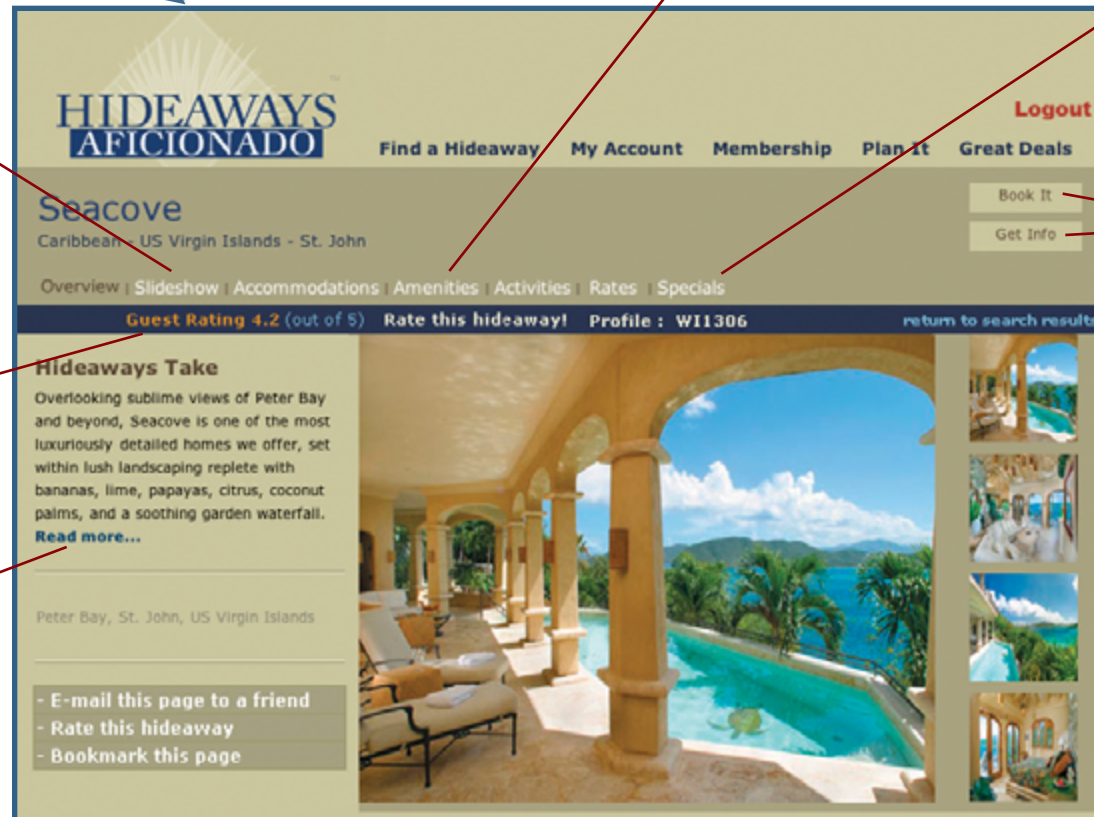 HIDEAWAYS
AFICIONADO
Logout
Find a Hideaway My Account Membership Plan It Great Deals
Seacove
Caribbean - US Virgin Islands - St. John
Book It
Get Info
Overview | Slideshow | Accommodations | Amenities | Activities | Rates | Specials
Guest Rating 4.2 (out of 5) Rate this hideaway! Profile : WI1306 return to search results
Hideaways Take
Overlooking sublime views of Peter Bay
and beyond, Seacove is one of the most
luxuriously detailed homes we offer, set
within lush landscaping replete with
bananas, lime, papayas, citrus, coconut
palms, and a soothing garden waterfall.
Read more...
Peter Bay, St. John, US Virgin Islands
- E-mail this page to a friend
- Rate this hideaway
- Bookmark this page